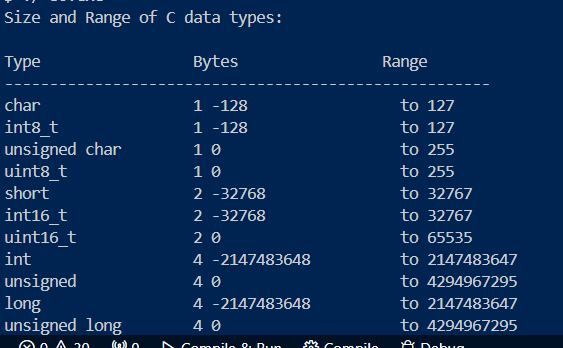 Size and Range of C data types:
Type Bytes Range
------------------------------------------------------
char 1 -128 to 127
int8_t 1 -128 to 127
unsigned char 1 0 to 255
uint8_t 1 0 to 255
short 2 -32768 to 32767
int16_t 2 -32768 to 32767
uint16_t 2 0 to 65535
int 4 -2147483648 to 2147483647
unsigned 4 0 to 4294967295
long 4 -2147483648 to 2147483647
unsigned long 4 0 to 4294967295
0 20 0 Compile & Run Compile Debug